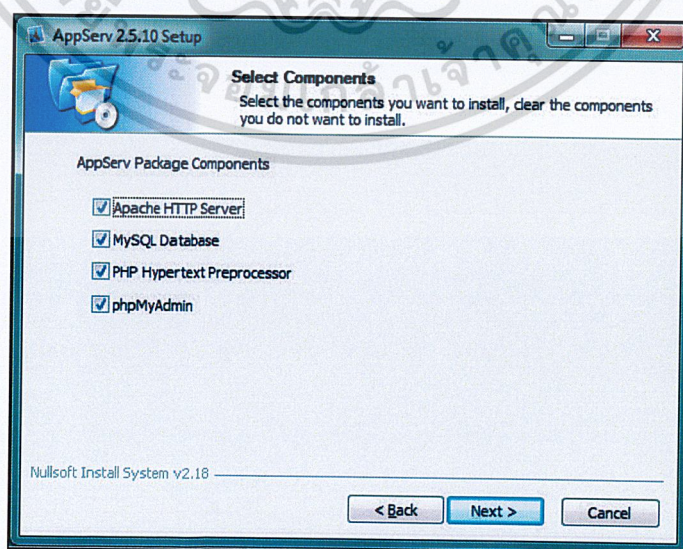 AppServ 2.5.10 Setup
Select Components
Select the components you want to install, clear the components
you do not want to install.
AppServ Package Components
Apache HTTP Server
MySQL Database
PHP Hypertext Preprocessor
phpMyAdmin
Nullsoft Install System v2.18
< Back
Next >
Cancel